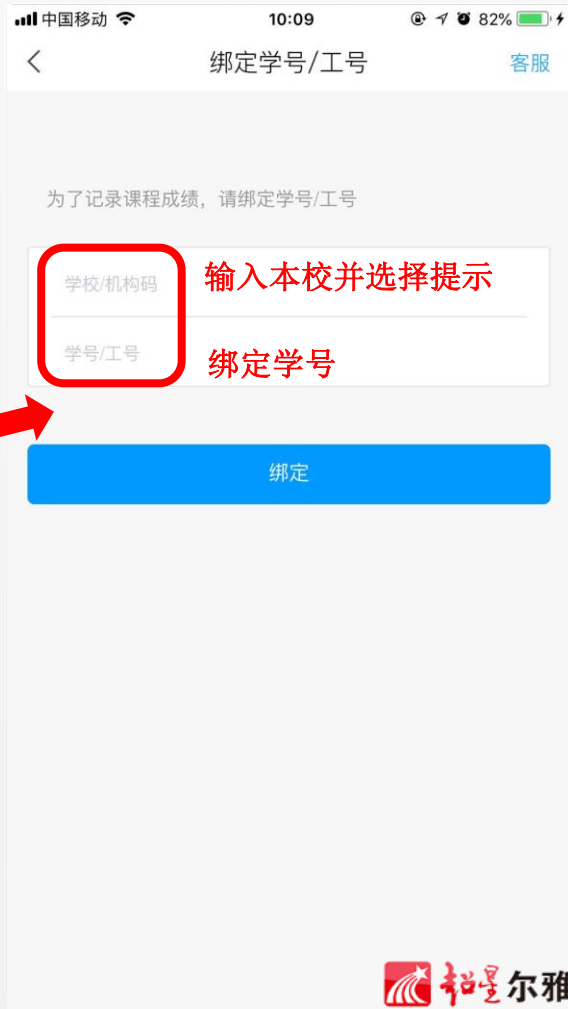 中国移动 10:09 82%
绑定学号/工号 客服
为了记录课程成绩，请绑定学号/工号
学校/机构码 输入本校并选择提示
学号/工号 绑定学号
绑定
超星尔雅